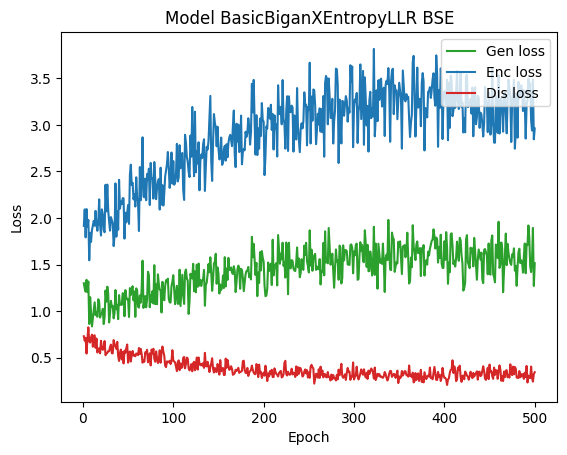 Model BasicBiganXEntropyLLR BSE
Gen loss
Enc loss
Dis loss
Loss
3.5
3.0
2.5
2.0
1.5
1.0
0.5
0
100
200
300
400
500
Epoch